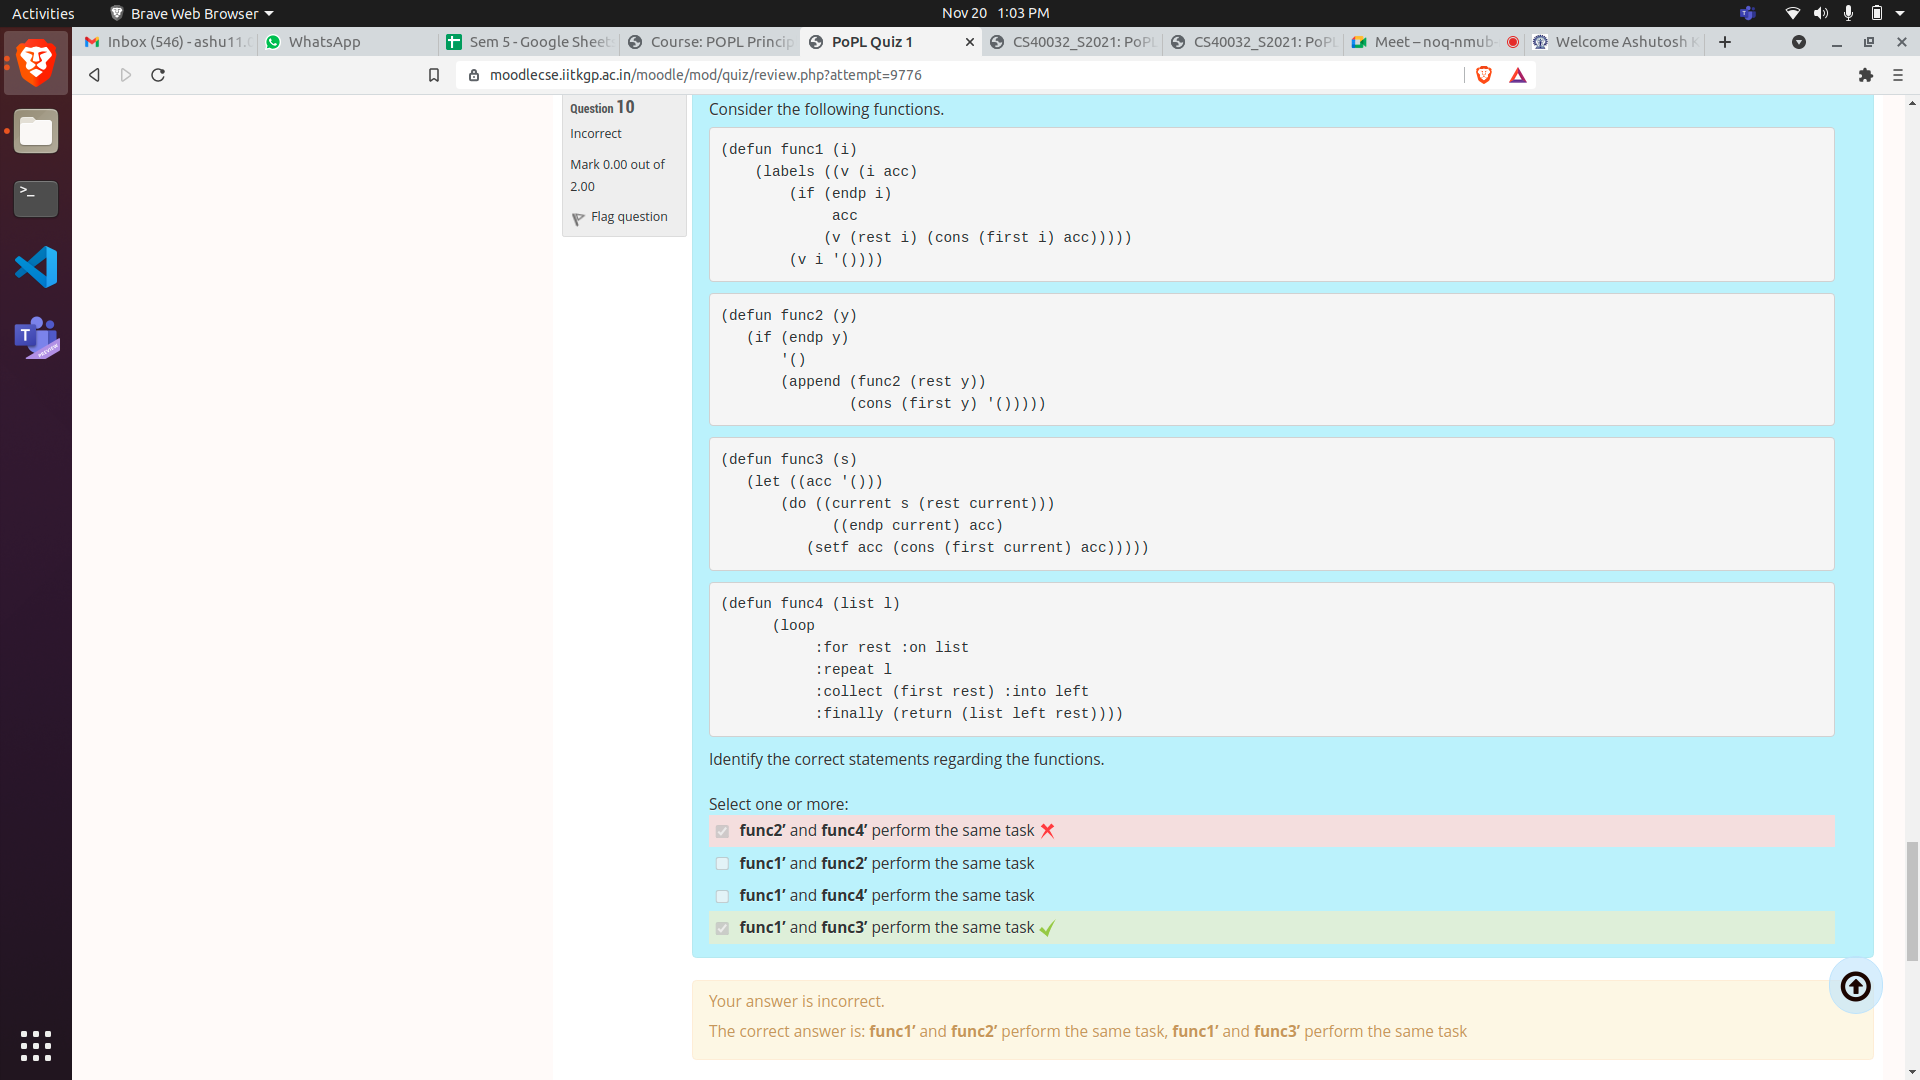 Activities
Brave Web Browser
Nov 20 1:03 PM
Inbox (546) - ashu11.
WhatsApp
Sem 5 - Google Sheet
Course: POPL Princip
PoPL Quiz 1
CS40032_S2021: PoPL
CS40032_S2021: PoPL
Meet – noq-nmub-
Welcome Ashutosh K
moodlecse.iitkgp.ac.in/moodle/mod/quiz/review.php?attempt=9776
Question 10
Incorrect
Mark 0.00 out of
2.00
Flag question
Consider the following functions.
(defun func1 (i)
    (labels ((v (i acc)
        (if (endp i)
             acc
            (v (rest i) (cons (first i) acc)))))
        (v i '())))
(defun func2 (y)
   (if (endp y)
       '()
       (append (func2 (rest y))
               (cons (first y) '()))))
(defun func3 (s)
   (let ((acc '()))
       (do ((current s (rest current)))
             ((endp current) acc)
          (setf acc (cons (first current) acc)))))
(defun func4 (list l)
      (loop
           :for rest :on list
           :repeat l
           :collect (first rest) :into left
           :finally (return (list left rest))))
Identify the correct statements regarding the functions.
Select one or more:
func2’ and func4’ perform the same task
func1’ and func2’ perform the same task
func1’ and func4’ perform the same task
func1’ and func3’ perform the same task
Your answer is incorrect.
The correct answer is: func1’ and func2’ perform the same task, func1’ and func3’ perform the same task